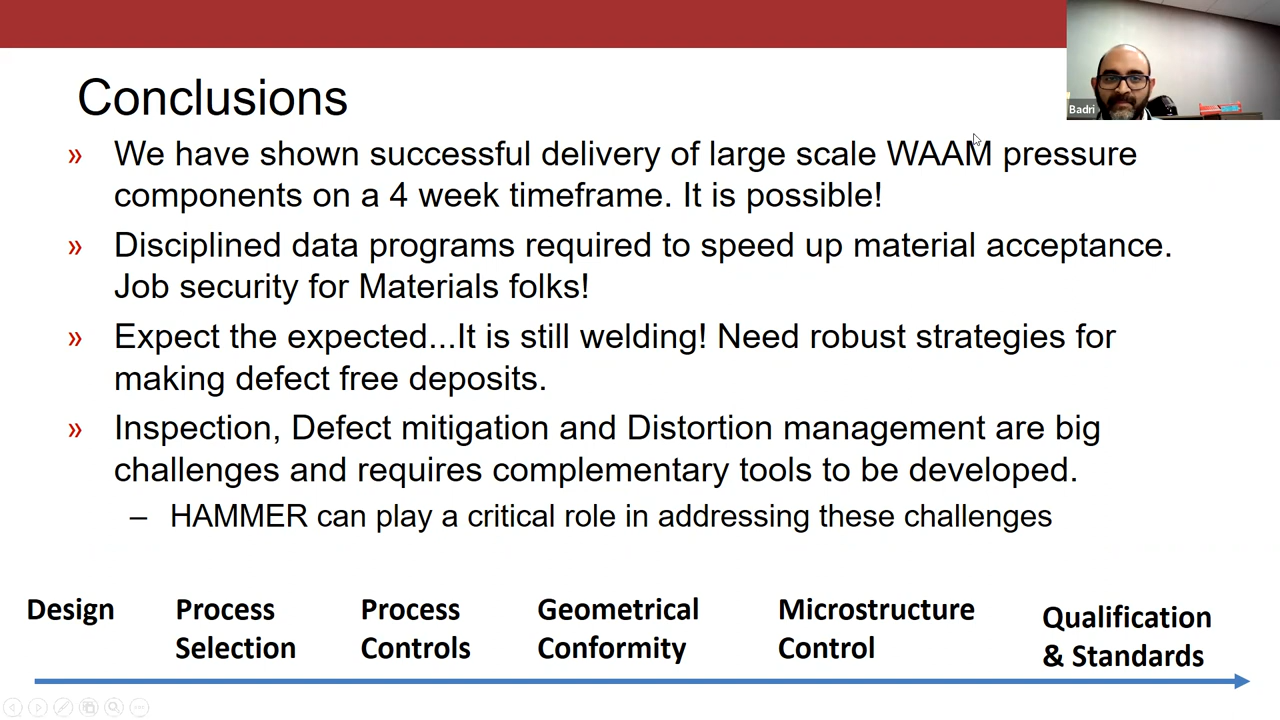 Conclusions
Badri
» We have shown successful delivery of large scale WAAM pressure
components on a 4 week timeframe. It is possible!
» Disciplined data programs required to speed up material acceptance.
Job security for Materials folks!
» Expect the expected...It is still welding! Need robust strategies for
making defect free deposits.
» Inspection, Defect mitigation and Distortion management are big
challenges and requires complementary tools to be developed.
– HAMMER can play a critical role in addressing these challenges
Design
Process
Selection
Process
Controls
Geometrical
Conformity
Microstructure
Control
Qualification
& Standards